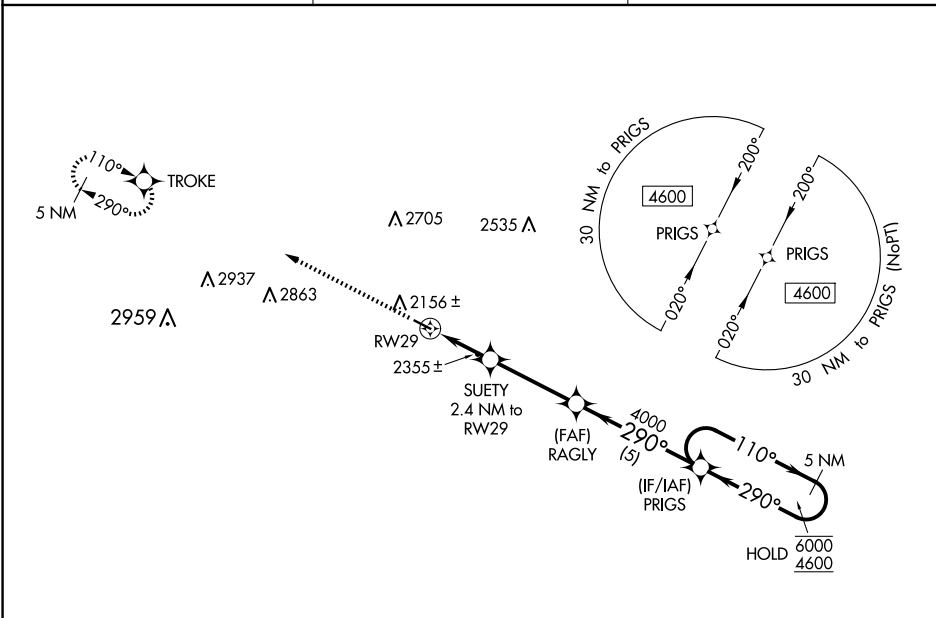 30 NM to PRIGS
200°
4600
PRIGS
020°
200°
PRIGS
4600
020°
30 NM to PRIGS (NoPT)
110°
TROKE
290°
5 NM
2705
2535
2937
2863
2959
2156 ±
RW29
2355 ±
SUETY
2.4 NM to
RW29
(FAF)
RAGLY
4000
290°
(5)
(IF/IAF)
PRIGS
110°
5 NM
290°
HOLD 6000
4600